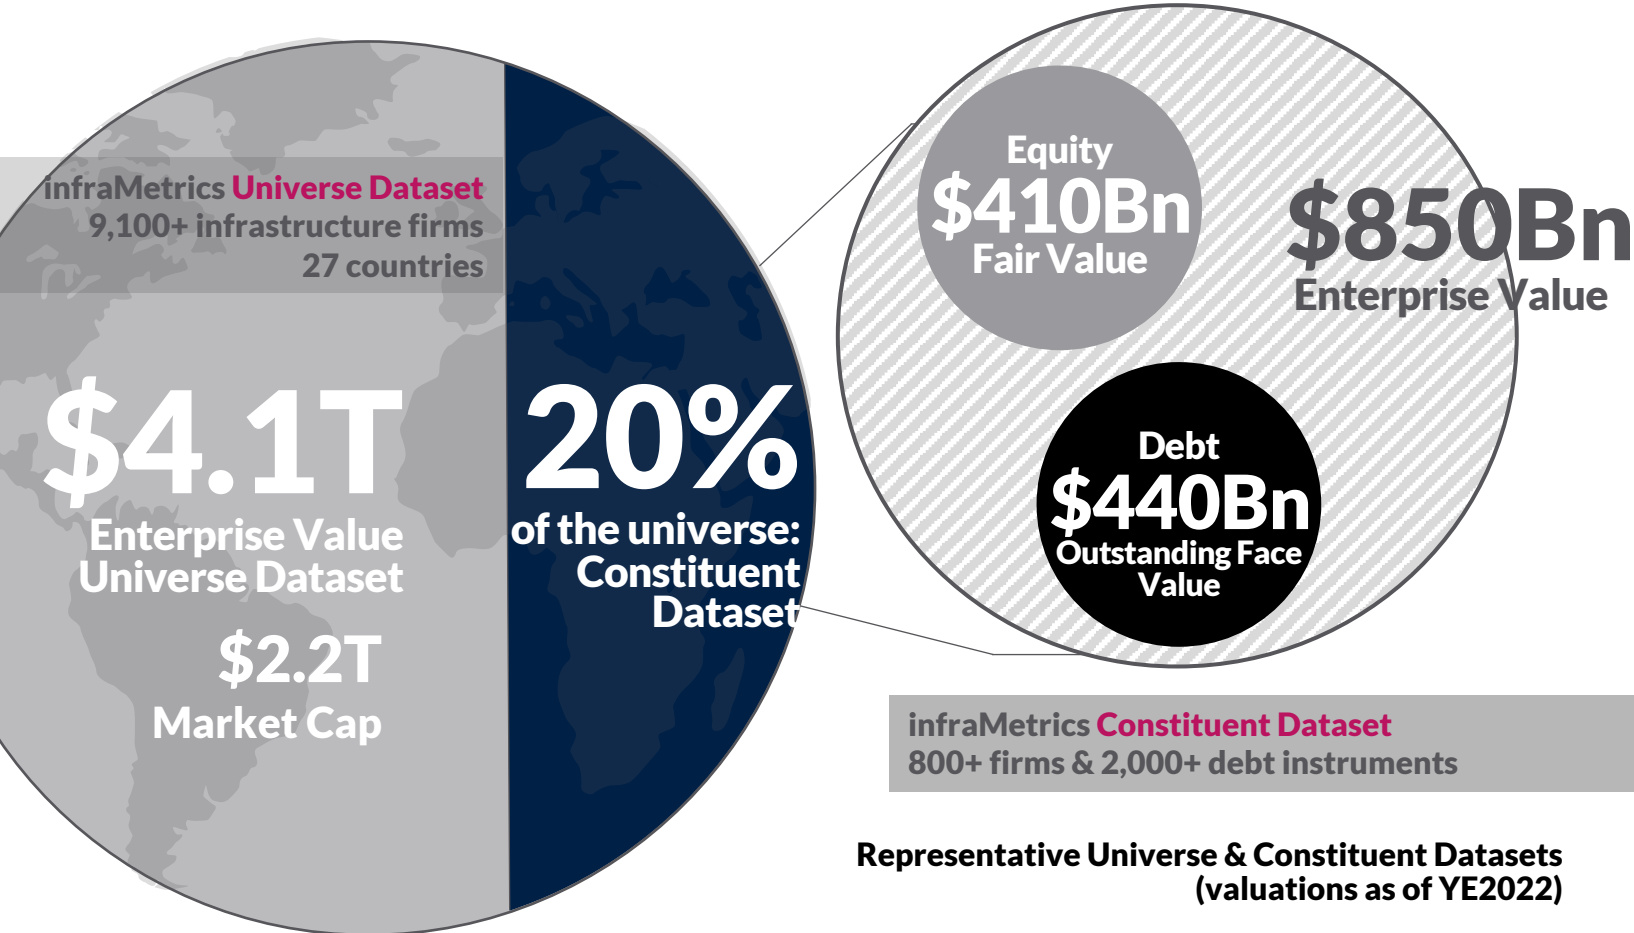 infraMetrics Universe Dataset
9,100+ infrastructure firms
27 countries
$4.1T
Enterprise Value
Universe Dataset
$2.2T
Market Cap
20%
of the universe:
Constituent
Dataset
Equity
$410Bn
Fair Value
$850Bn
Enterprise Value
Debt
$440Bn
Outstanding Face
Value
infraMetrics Constituent Dataset
800+ firms & 2,000+ debt instruments
Representative Universe & Constituent Datasets
(valuations as of YE2022)